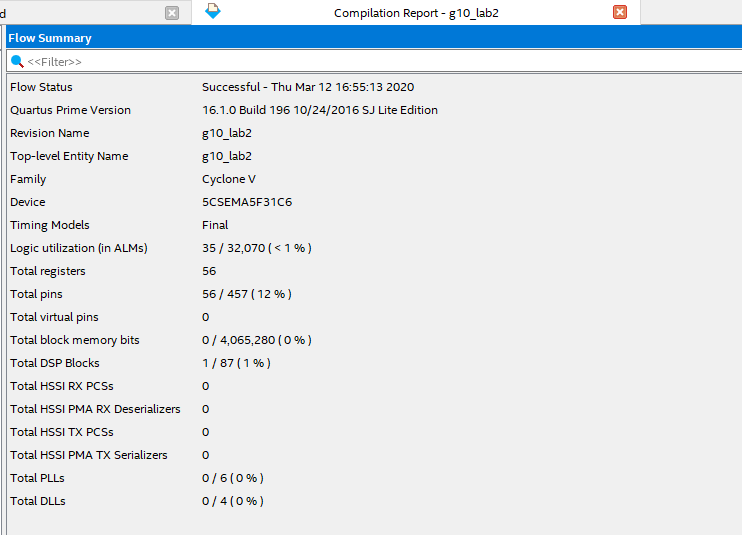 d
Compilation Report - g10_lab2
Flow Summary
<<Filter>>
Flow Status Successful - Thu Mar 12 16:55:13 2020
Quartus Prime Version 16.1.0 Build 196 10/24/2016 SJ Lite Edition
Revision Name g10_lab2
Top-level Entity Name g10_lab2
Family Cyclone V
Device 5CSEMA5F31C6
Timing Models Final
Logic utilization (in ALMs) 35 / 32,070 ( < 1 % )
Total registers 56
Total pins 56 / 457 ( 12 % )
Total virtual pins 0
Total block memory bits 0 / 4,065,280 ( 0 % )
Total DSP Blocks 1 / 87 ( 1 % )
Total HSSI RX PCSs 0
Total HSSI PMA RX Deserializers 0
Total HSSI TX PCSs 0
Total HSSI PMA TX Serializers 0
Total PLLs 0 / 6 ( 0 % )
Total DLLs 0 / 4 ( 0 % )